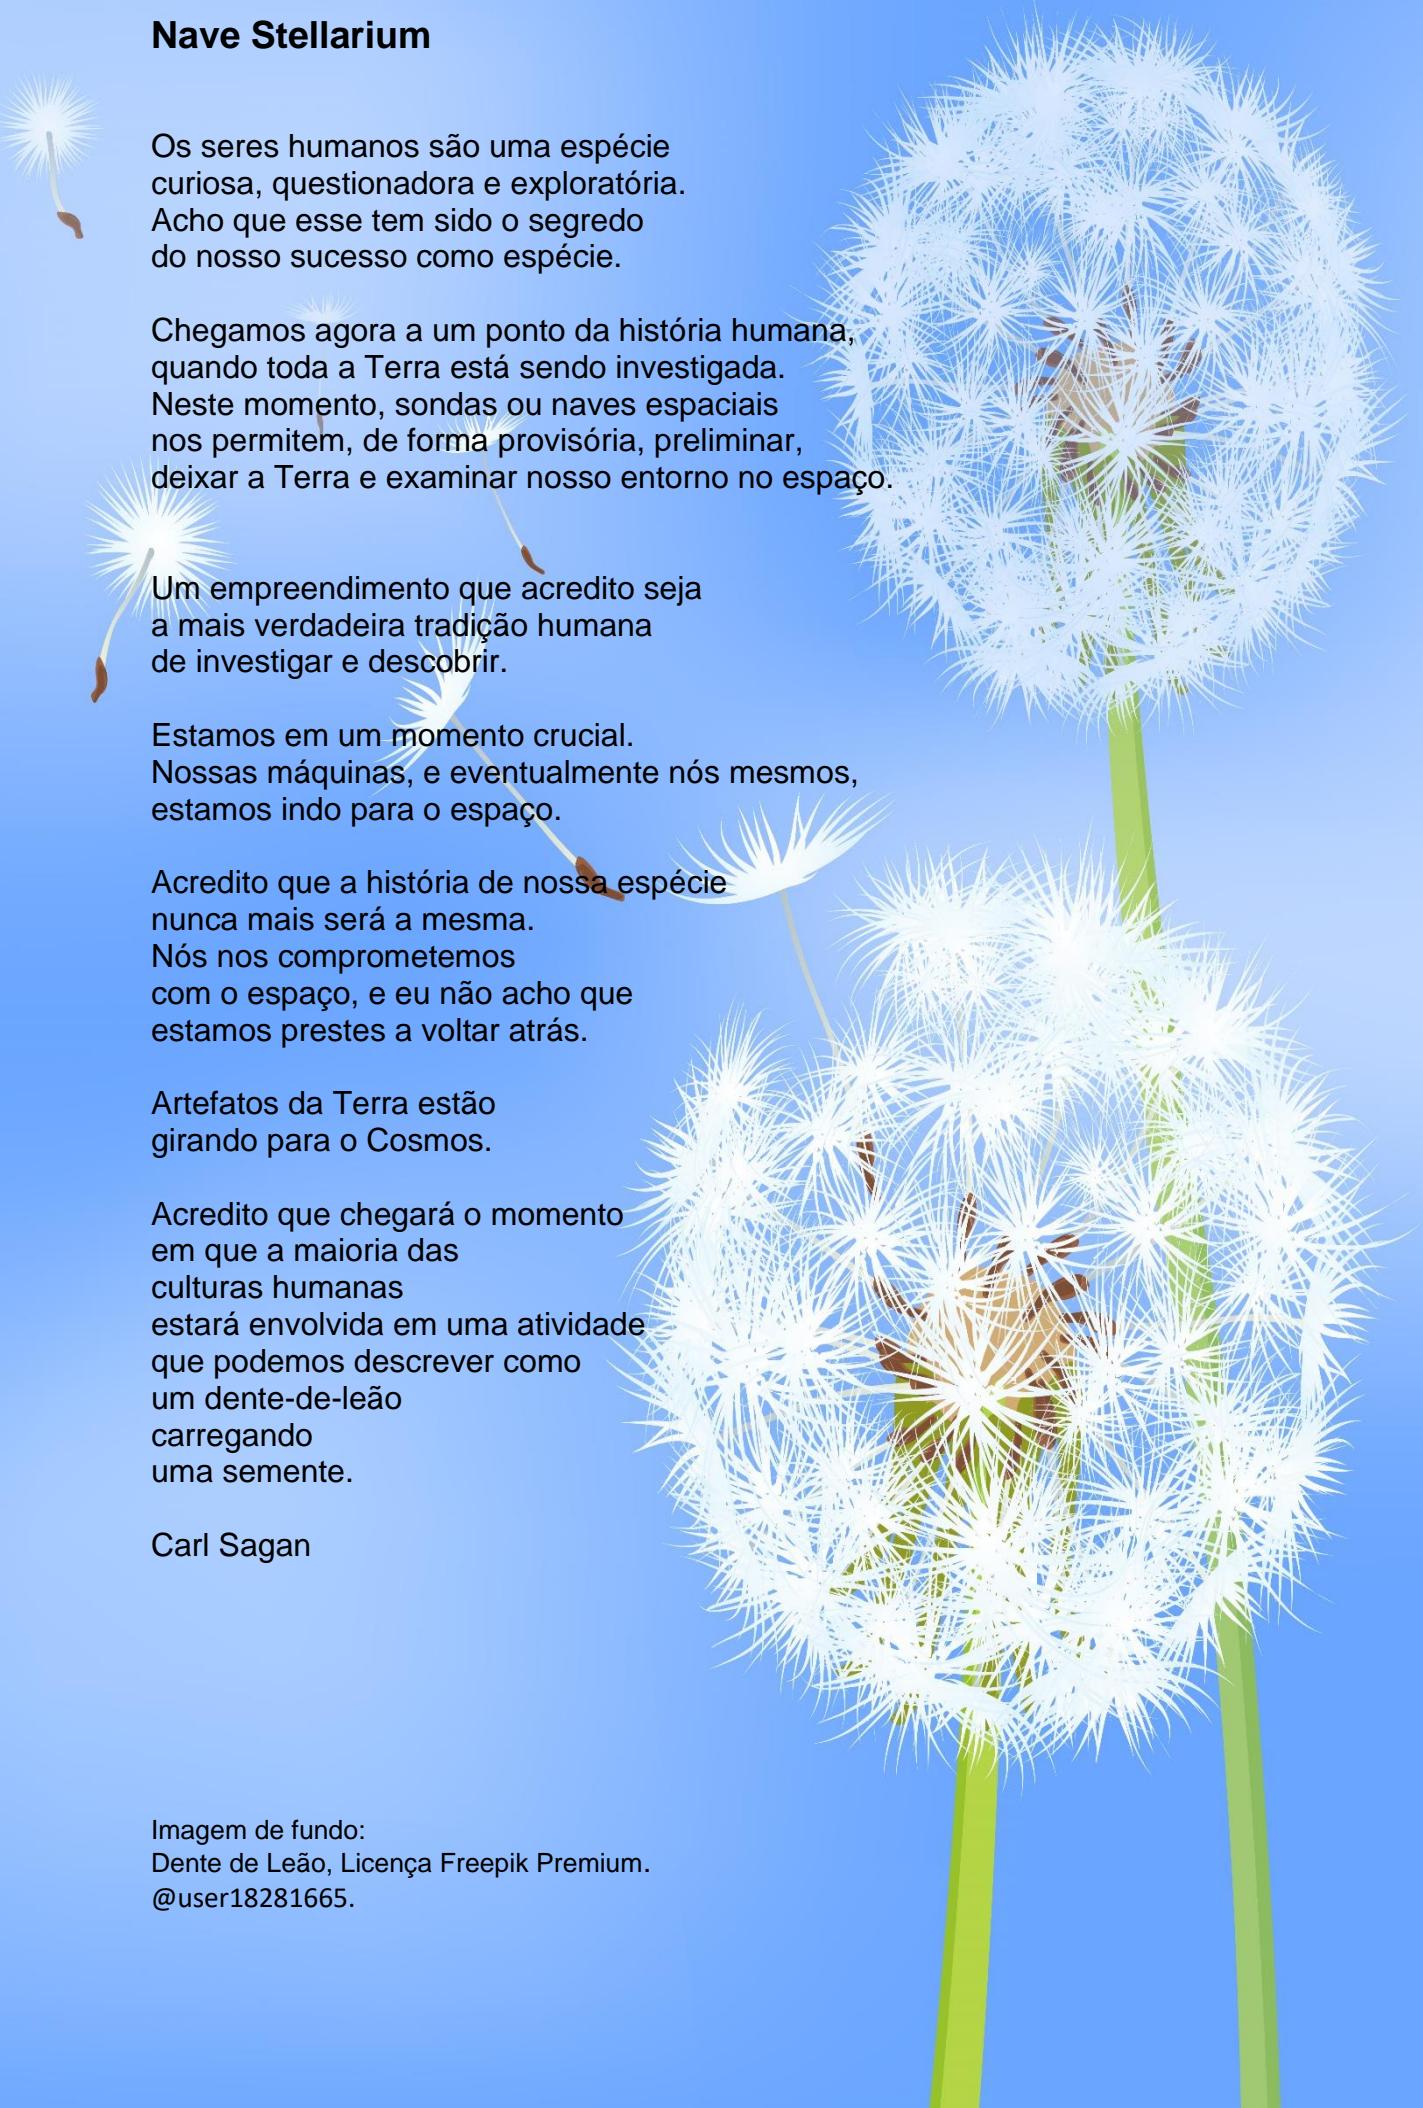 Nave Stellarium
Os seres humanos são uma espécie
curiosa, questionadora e exploratória.
Acho que esse tem sido o segredo
do nosso sucesso como espécie.
Chegamos agora a um ponto da história humana,
quando toda a Terra está sendo investigada.
Neste momento, sondas ou naves espaciais
nos permitem, de forma provisória, preliminar,
deixar a Terra e examinar nosso entorno no espaço.
Um empreendimento que acredito seja
a mais verdadeira tradição humana
de investigar e descobrir.
Estamos em um momento crucial.
Nossas máquinas, e eventualmente nós mesmos,
estamos indo para o espaço.
Acredito que a história de nossa espécie
nunca mais será a mesma.
Nós nos comprometemos
com o espaço, e eu não acho que
estamos prestes a voltar atrás.
Artefatos da Terra estão
girando para o Cosmos.
Acredito que chegará o momento
em que a maioria das
culturas humanas
estará envolvida em uma atividade
que podemos descrever como
um dente-de-leão
carregando
uma semente.
Carl Sagan
Imagem de fundo:
Dente de Leão, Licença Freepik Premium.
@user18281665.